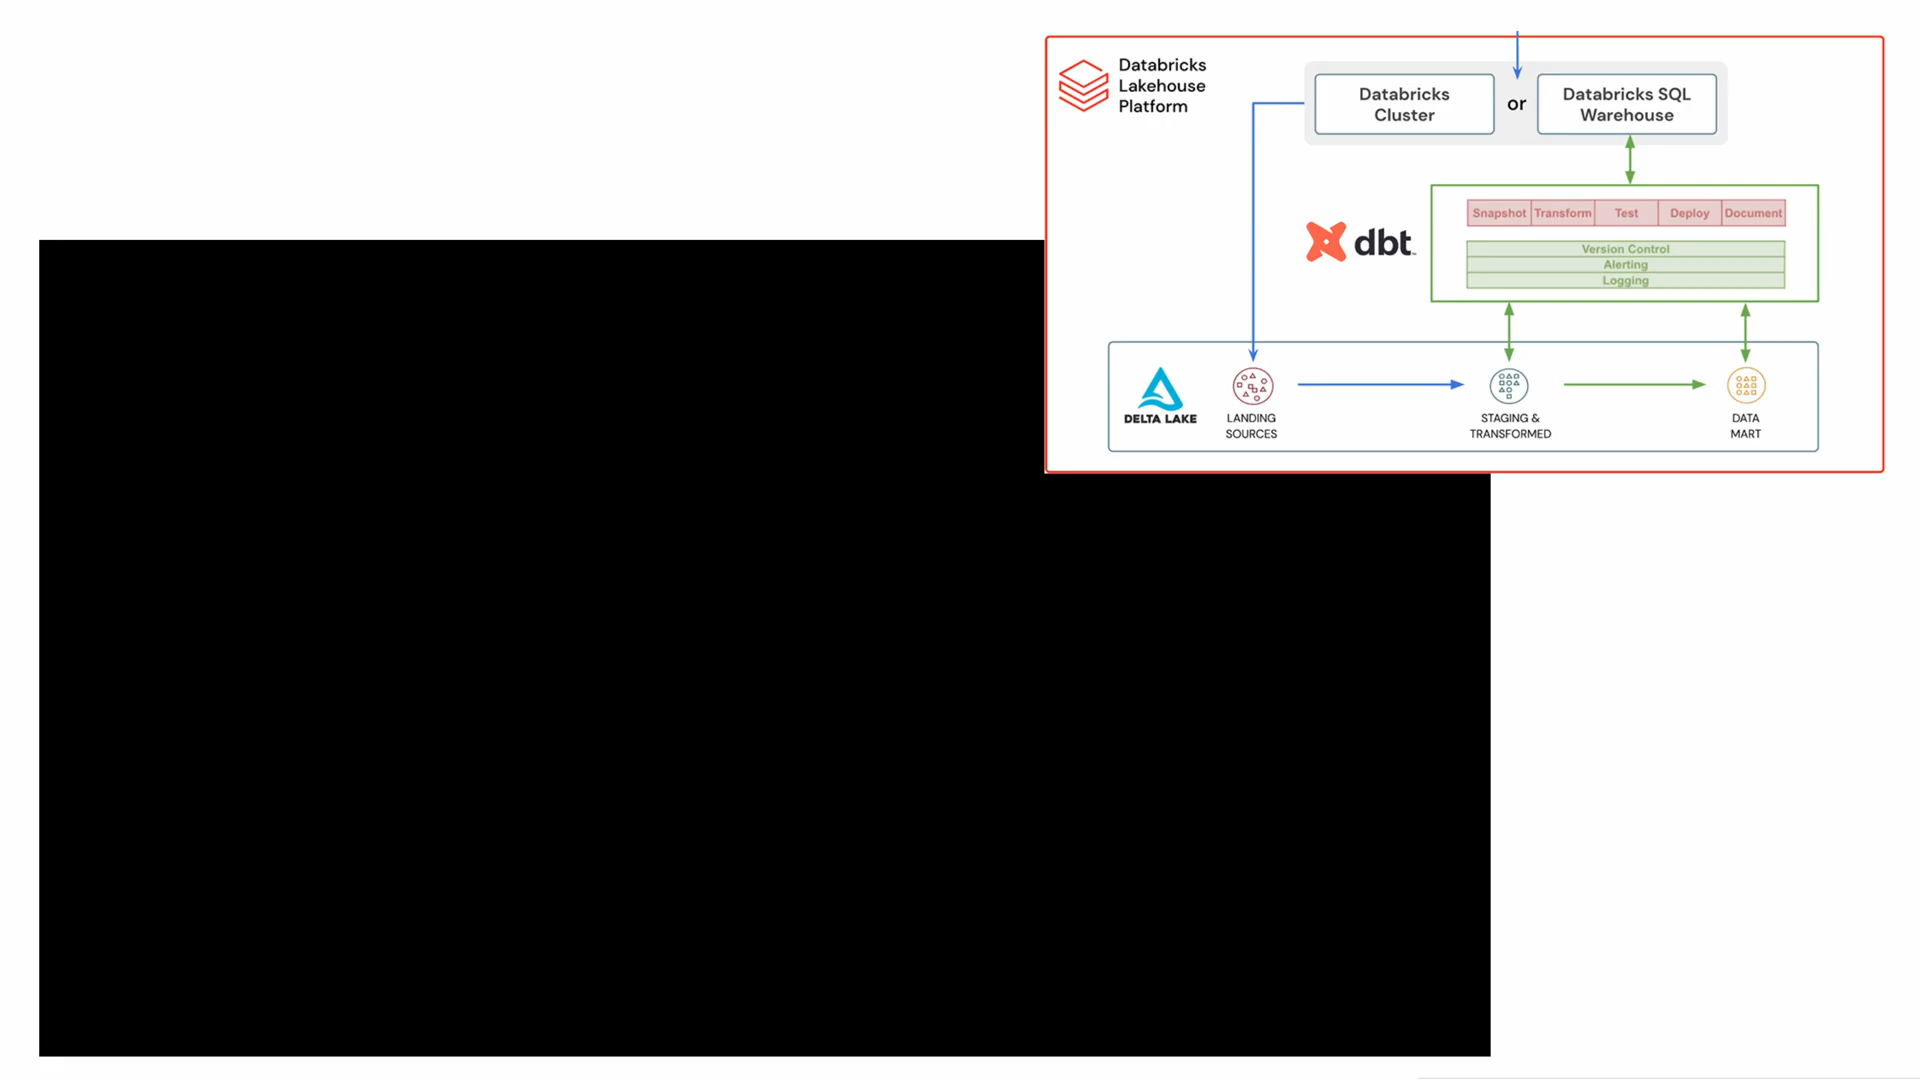 Databricks
Lakehouse
Platform
Databricks
Cluster
or
Databricks SQL
Warehouse
dbt
Snapshot Transform Test Deploy Document
Version Control
Alerting
Logging
DELTA LAKE
LANDING
SOURCES
STAGING &
TRANSFORMED
DATA
MART